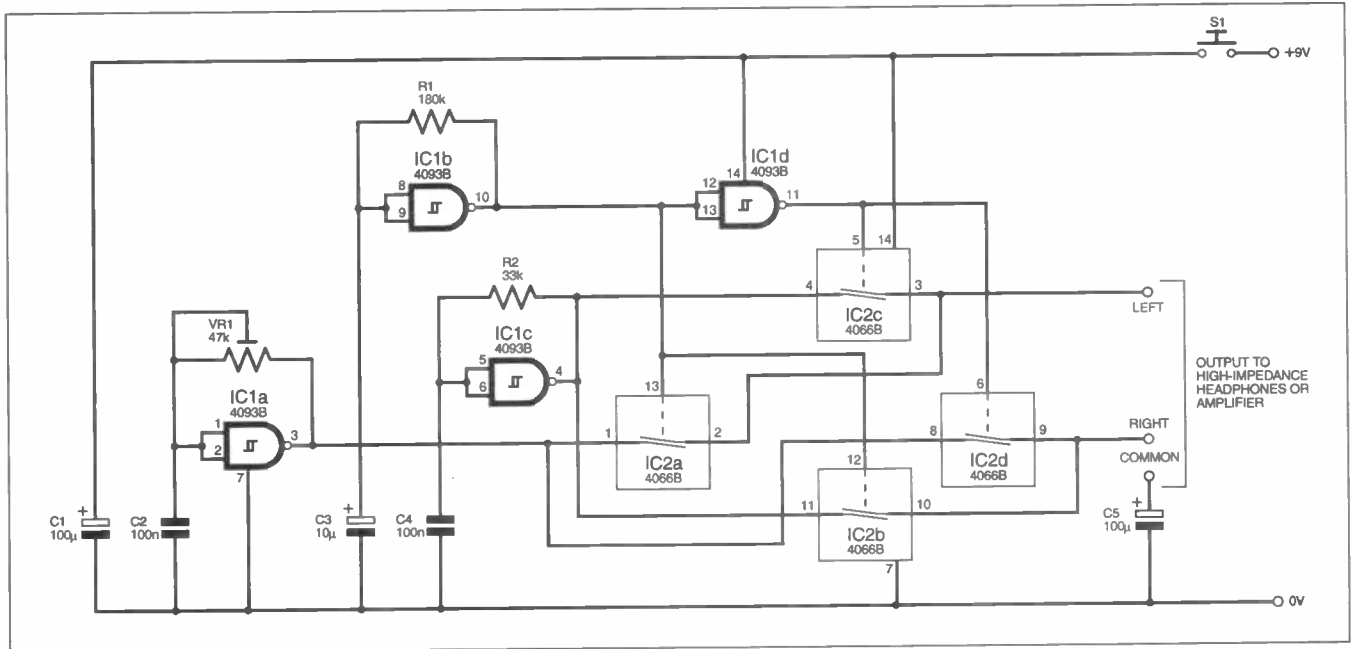 S1
+9V
R1
180k
IC1b
4093B
8
9
10
IC1d
4093B
14
12
13
11
5
14
4
3
IC2c
4066B
LEFT
R2
33k
IC1c
4093B
5
6
4
VR1
47k
IC1a
4093B
1
2
3
7
13
1
2
IC2a
4066B
6
8
9
IC2d
4066B
12
11
10
IC2b
4066B
7
OUTPUT TO
HIGH-IMPEDANCE
HEADPHONES OR
AMPLIFIER
RIGHT
COMMON
+
C1
100µ
C2
100n
+
C3
10µ
C4
100n
+
C5
100µ
0V